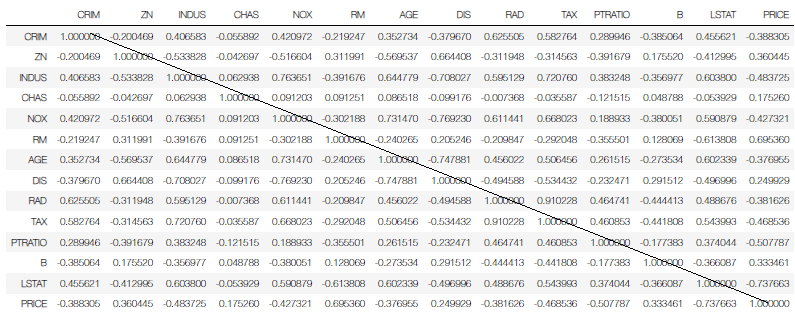 CRIM ZN INDUS CHAS NOX RM AGE DIS RAD TAX PTRATIO B LSTAT PRICE
CRIM 1.000000 -0.200469 0.406583 -0.055892 0.420972 -0.219247 0.352734 -0.379670 0.625505 0.582764 0.289946 -0.385064 0.455621 -0.388305
ZN -0.200469 1.000000 -0.533828 -0.042697 -0.516604 0.311991 -0.569537 0.664408 -0.311948 -0.314563 -0.391679 0.175520 -0.412995 0.360445
INDUS 0.406583 -0.533828 1.000000 0.062938 0.763651 -0.391676 0.644779 -0.708027 0.595129 0.720760 0.383248 -0.356977 0.603800 -0.483725
CHAS -0.055892 -0.042697 0.062938 1.000000 0.091203 0.091251 0.086518 -0.099176 -0.007368 -0.035587 -0.121515 0.048788 -0.053929 0.175260
NOX 0.420972 -0.516604 0.763651 0.091203 1.000000 -0.302188 0.731470 -0.769230 0.611441 0.668023 0.188933 -0.380051 0.590879 -0.427321
RM -0.219247 0.311991 -0.391676 0.091251 -0.302188 1.000000 -0.240265 0.205246 -0.209847 -0.292048 -0.355501 0.128069 -0.613808 0.695360
AGE 0.352734 -0.569537 0.644779 0.086518 0.731470 -0.240265 1.000000 -0.747881 0.456022 0.506456 0.261515 -0.273534 0.602339 -0.376955
DIS -0.379670 0.664408 -0.708027 -0.099176 -0.769230 0.205246 -0.747881 1.000000 -0.494588 -0.534432 -0.232471 0.291512 -0.496996 0.249929
RAD 0.625505 -0.311948 0.595129 -0.007368 0.611441 -0.209847 0.456022 -0.494588 1.000000 0.910228 0.464741 -0.444413 0.488676 -0.381626
TAX 0.582764 -0.314563 0.720760 -0.035587 0.668023 -0.292048 0.506456 -0.534432 0.910228 1.000000 0.460853 -0.441808 0.543993 -0.468536
PTRATIO 0.289946 -0.391679 0.383248 -0.121515 0.188933 -0.355501 0.261515 -0.232471 0.464741 0.460853 1.000000 -0.177383 0.374044 -0.507787
B -0.385064 0.175520 -0.356977 0.048788 -0.380051 0.128069 -0.273534 0.291512 -0.444413 -0.441808 -0.177383 1.000000 -0.366087 0.333461
LSTAT 0.455621 -0.412995 0.603800 -0.053929 0.590879 -0.613808 0.602339 -0.496996 0.488676 0.543993 0.374044 -0.366087 1.000000 -0.737663
PRICE -0.388305 0.360445 -0.483725 0.175260 -0.427321 0.695360 -0.376955 0.249929 -0.381626 -0.468536 -0.507787 0.333461 -0.737663 1.000000